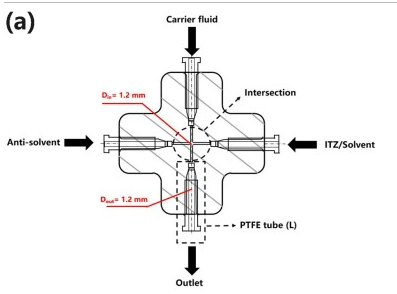 (a)
Carrier fluid
Din= 1.2 mm
Intersection
Anti-solvent
ITZ/Solvent
Dout= 1.2 mm
PTFE tube (L)
Outlet